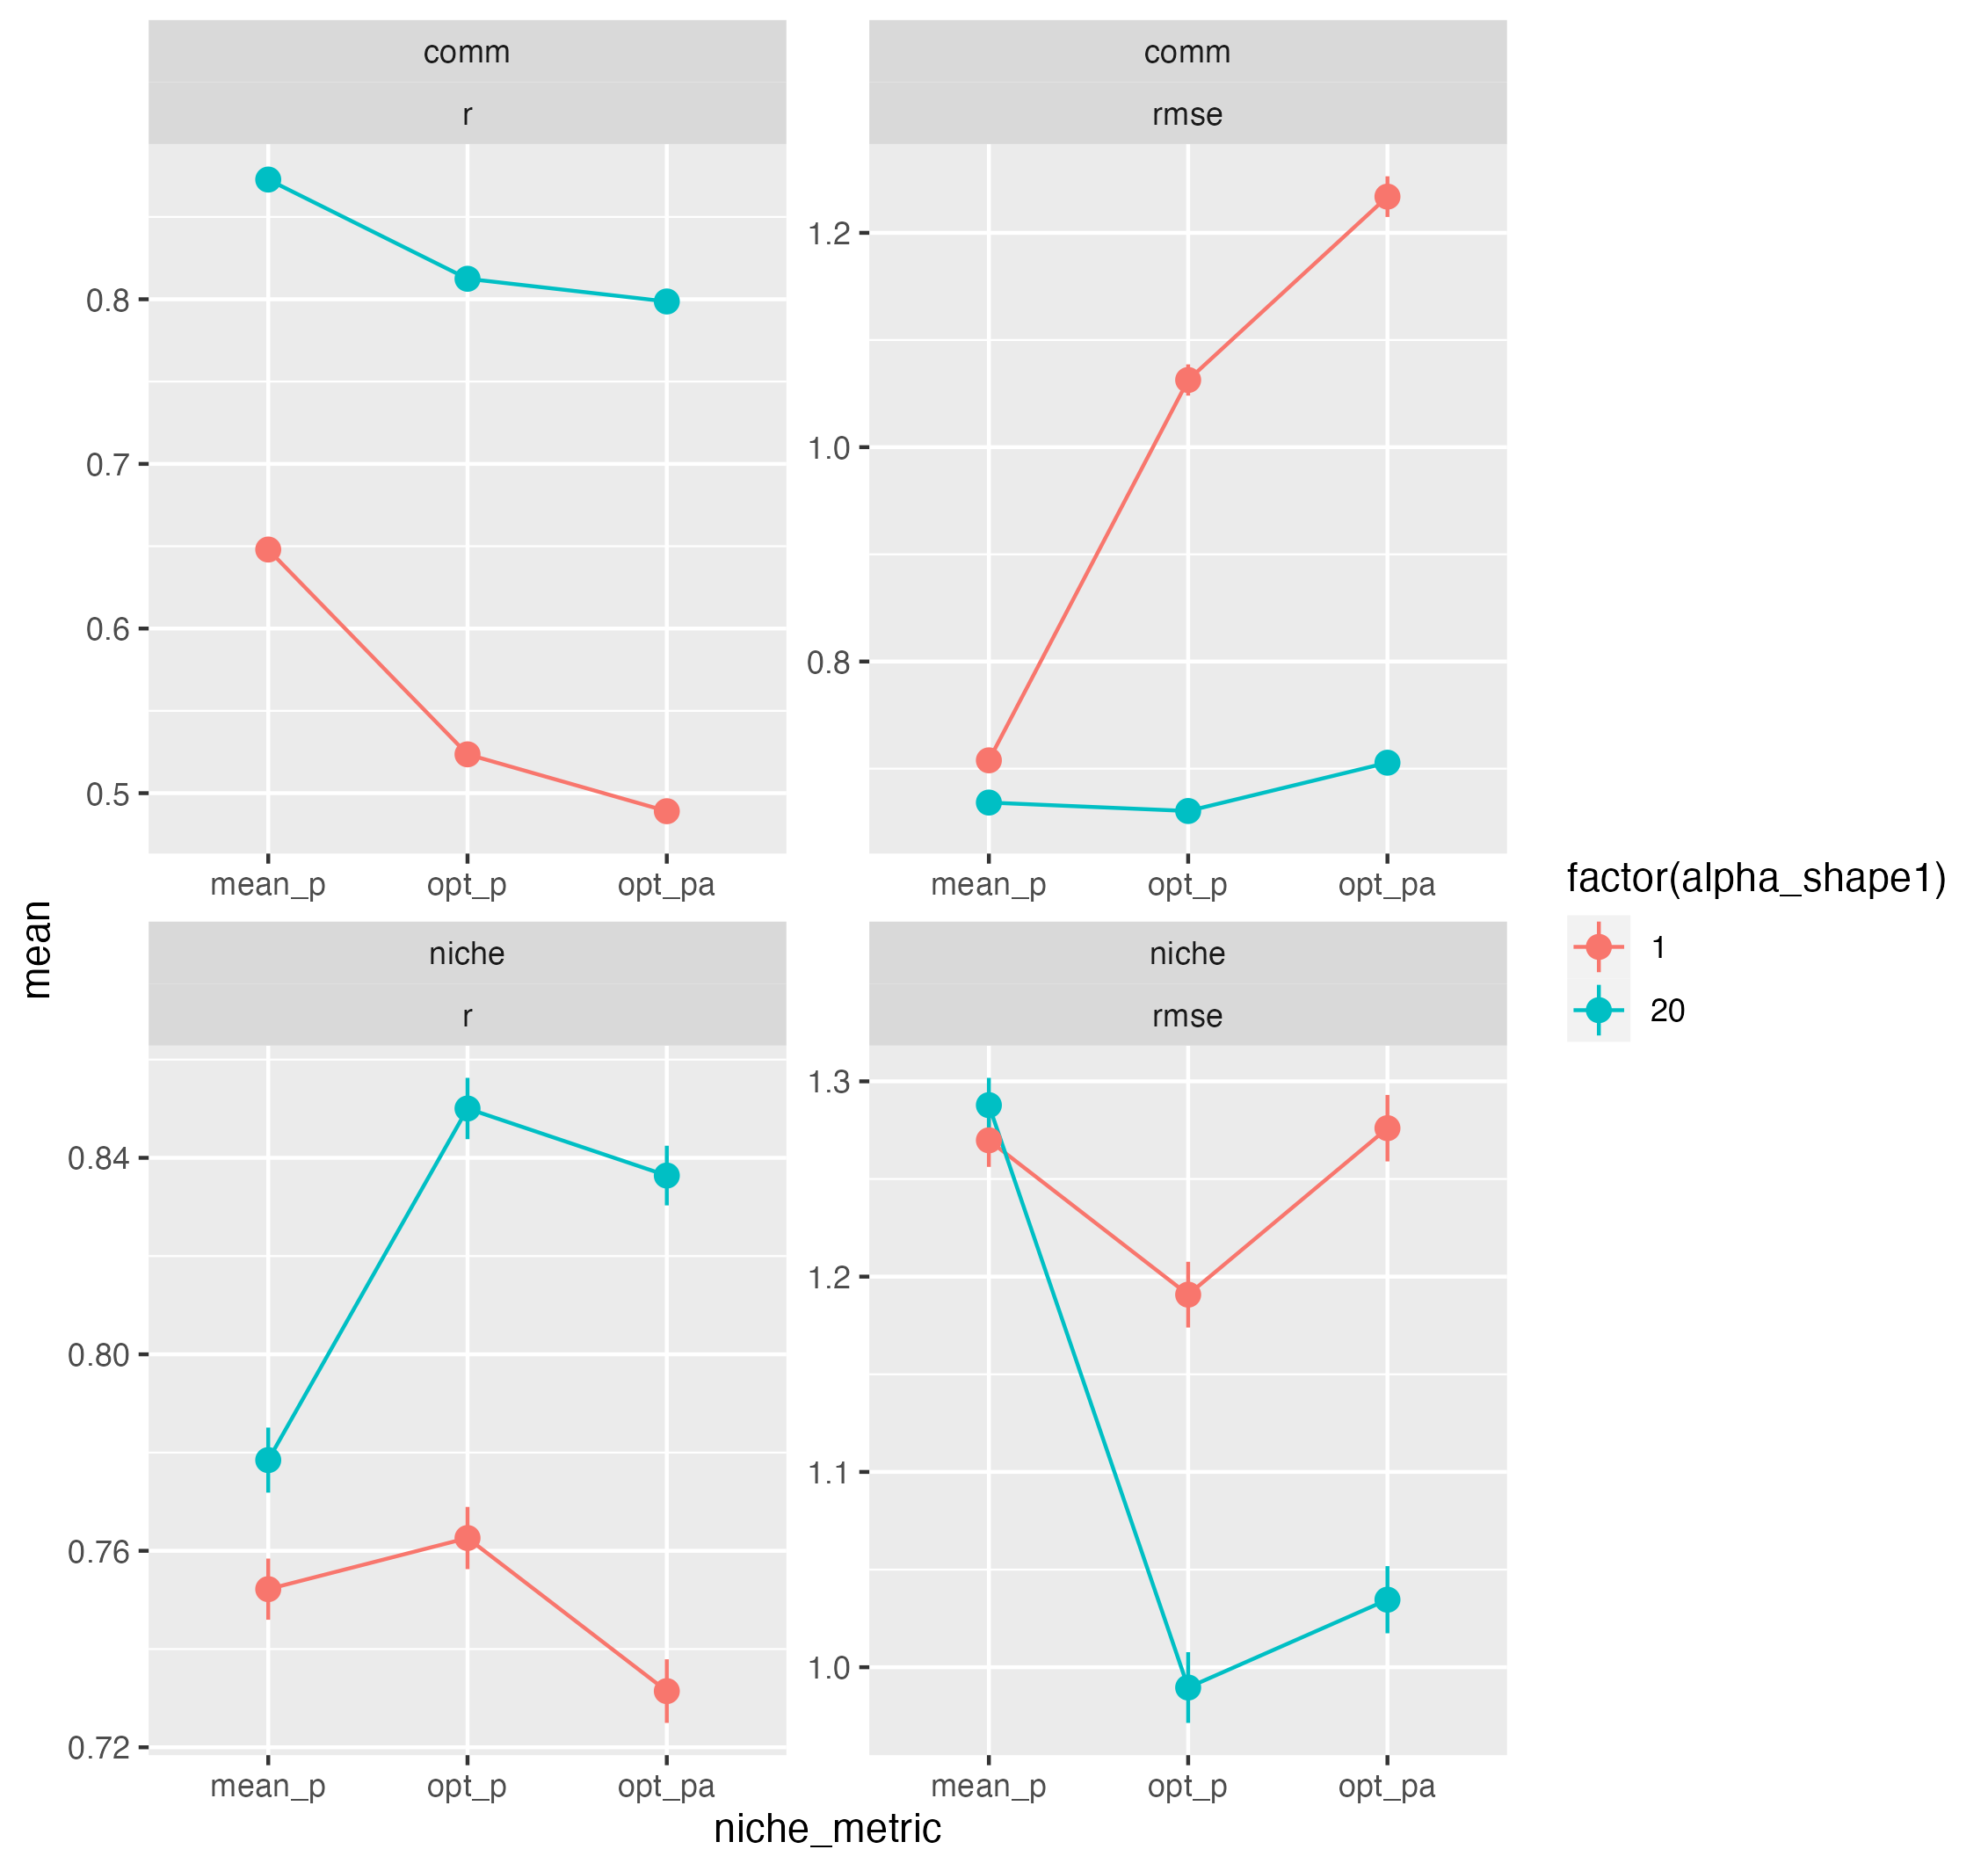 comm
r
0.8
0.7
0.6
0.5
mean_p opt_p opt_pa
comm
rmse
1.2
1.0
0.8
mean_p opt_p opt_pa
niche
r
0.84
0.80
0.76
0.72
mean_p opt_p opt_pa
niche
rmse
1.3
1.2
1.1
1.0
mean_p opt_p opt_pa
mean
niche_metric
factor(alpha_shape1)
1
20